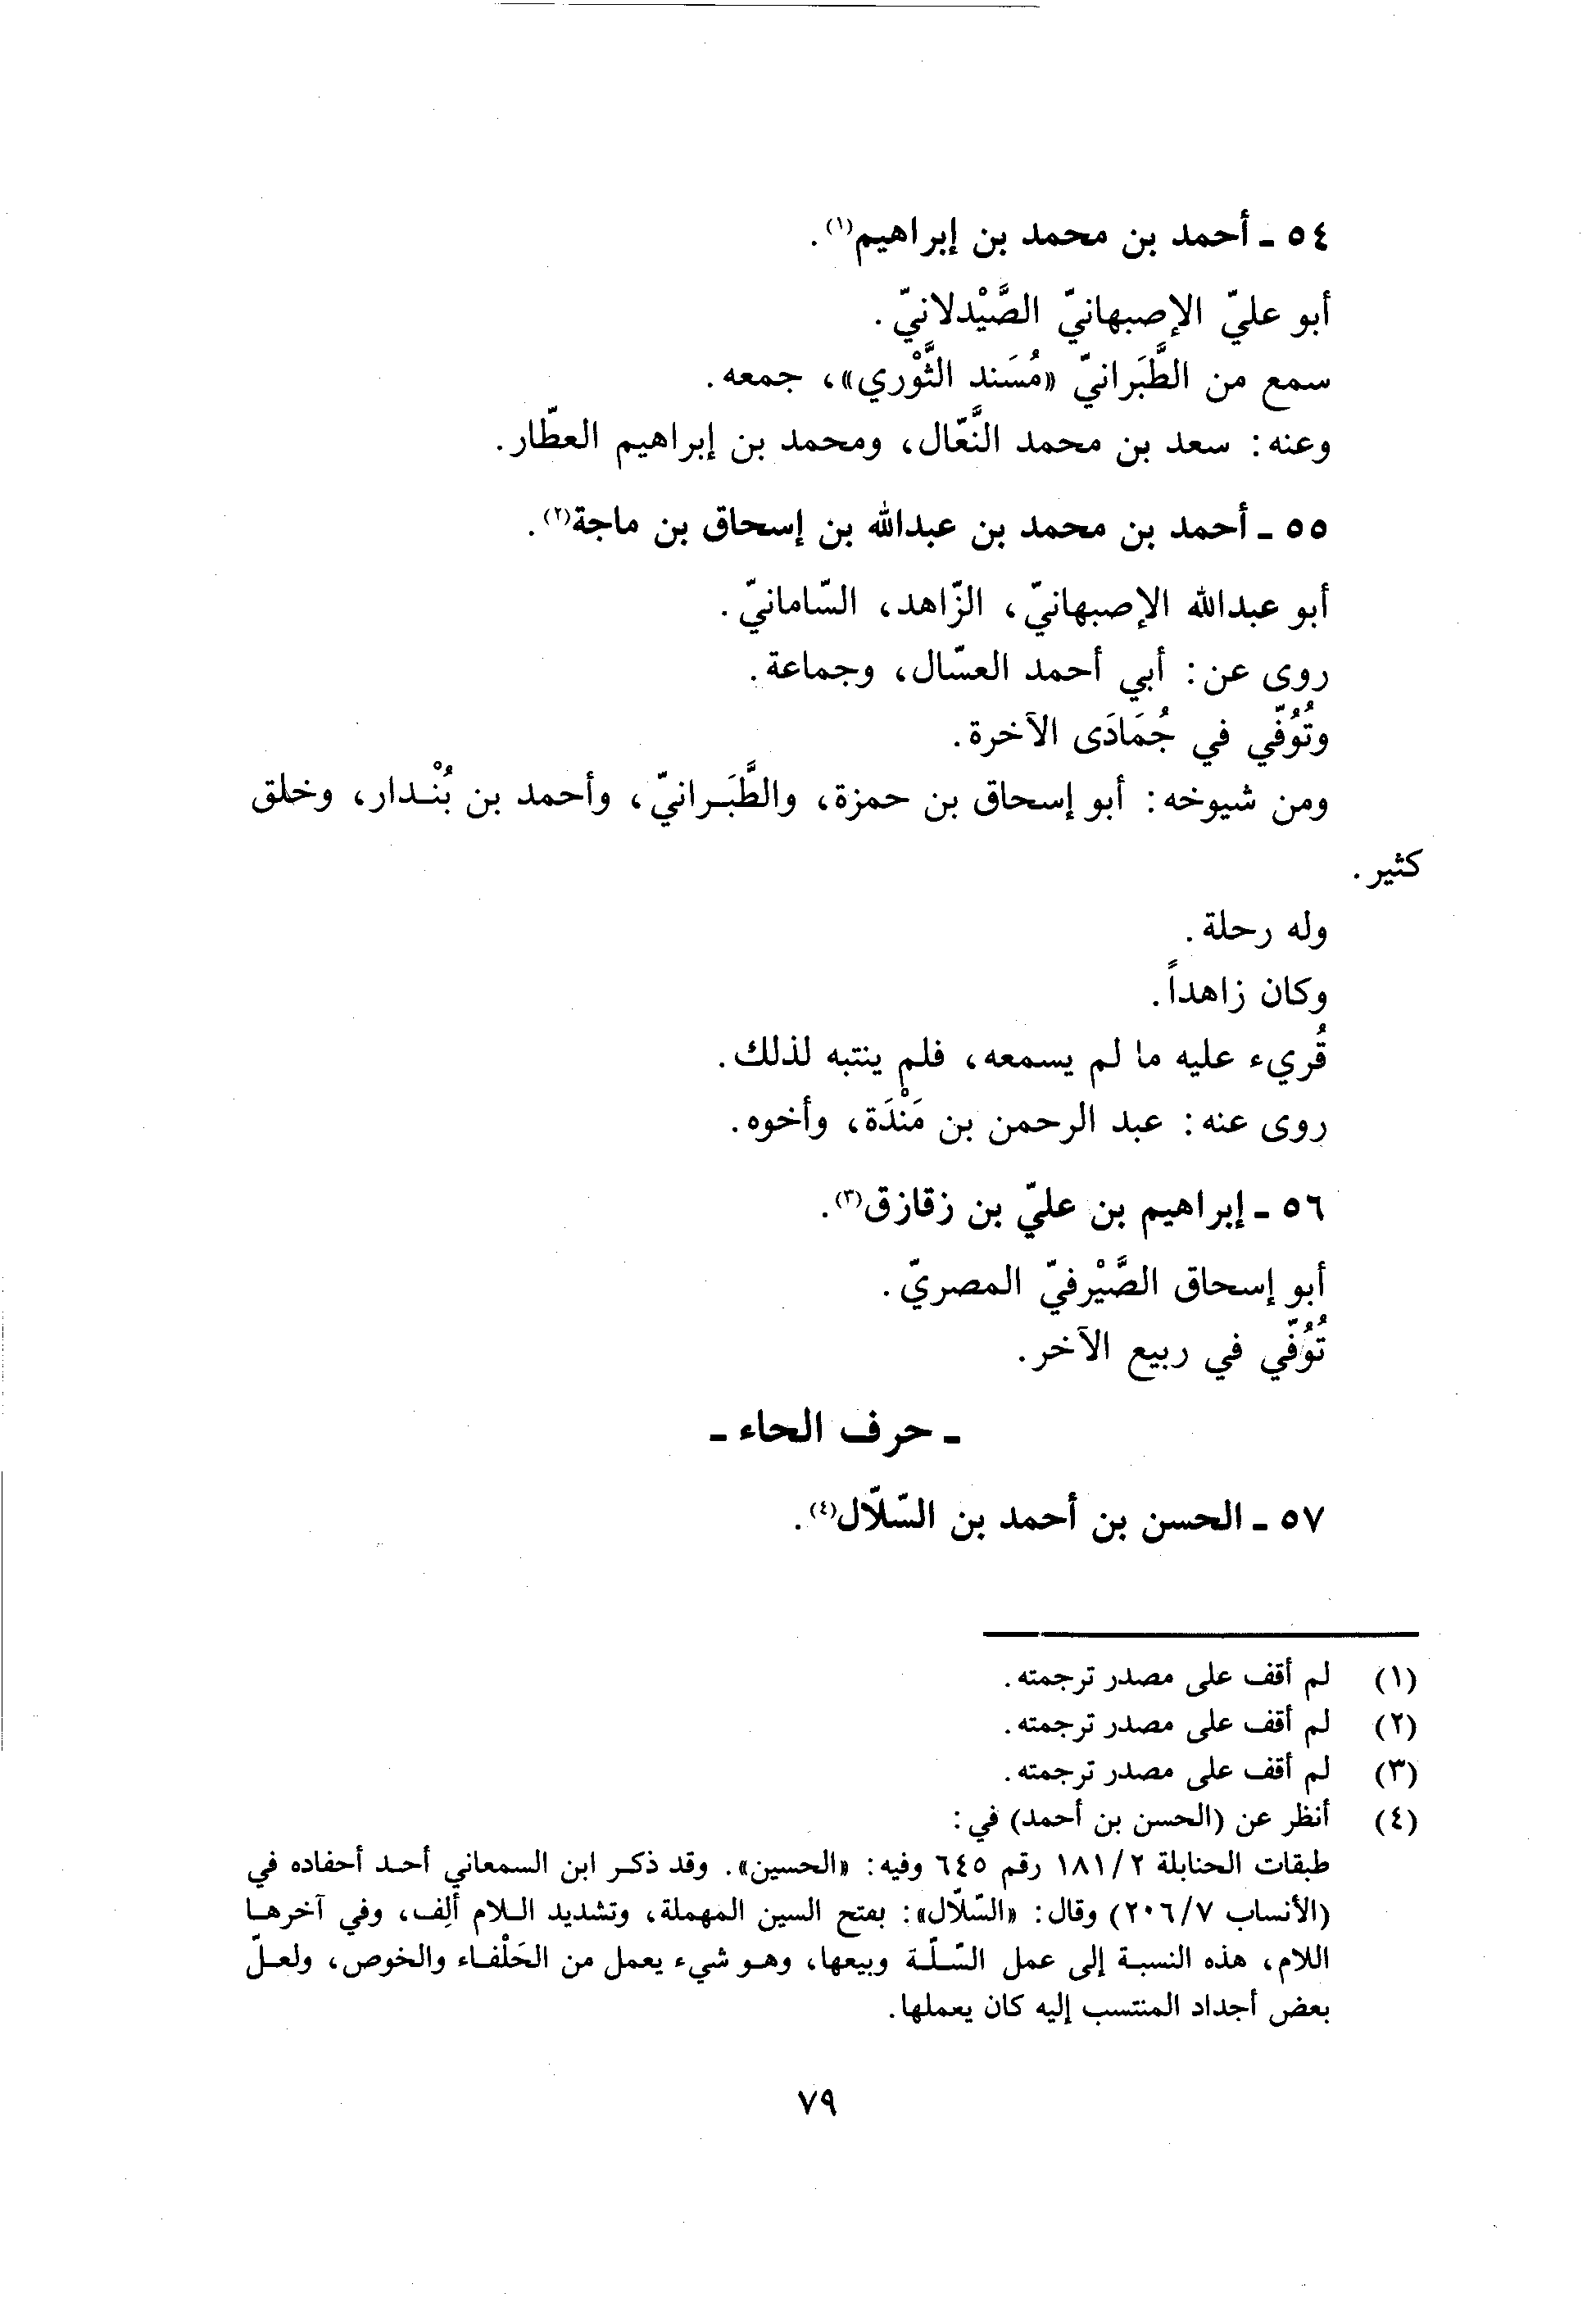 ٥٤ - أحمد بن محمد بن إبراهيم(١).
أبو عليّ الإصبهانيّ الصَّيْدلانيّ.
سمع من الطَّبَرانيّ «مُسَند الثَّوْري»، جمعه.
وعنه: سعد بن محمد النَّعّال، ومحمد بن إبراهيم العطّار.
٥٥ - أحمد بن محمد بن عبدالله بن إسحاق بن ماجة(٢).
أبو عبدالله الإصبهانيّ، الزّاهد، السّامانيّ.
روى عن: أبي أحمد العسّال، وجماعة.
وتُوُفّي في جُمَادَى الآخرة.
ومن شيوخه: أبو إسحاق بن حمزة، والطَّبَرانيّ، وأحمد بن بُنْدار، وخلق
كثير.
وله رحلة.
وكان زاهداً.
قُريء عليه ما لم يسمعه، فلم ينتبه لذلك.
روى عنه: عبد الرحمن بن مَنْدَة، وأخوه.
٥٦ - إبراهيم بن عليّ بن زقازق(٣).
أبو إسحاق الصَّيْرفيّ المصريّ.
تُوُفّي في ربيع الآخر.
- حرف الحاء -
٥٧ - الحسن بن أحمد بن السّلّال(٤).
(١) لم أقف على مصدر ترجمته.
(٢) لم أقف على مصدر ترجمته.
(٣) لم أقف على مصدر ترجمته.
(٤) أنظر عن (الحسن بن أحمد) في:
طبقات الحنابلة ١٨١/٢ رقم ٦٤٥ وفيه: «الحسين». وقد ذكر ابن السمعاني أحد أحفاده في
(الأنساب ٢٠٦/٧) وقال: «السّلّال»: بفتح السين المهملة، وتشديد اللام ألِف، وفي آخرها
اللام، هذه النسبة إلى عمل السّلّة وبيعها، وهو شيء يعمل من الحَلْفاء والخوص، ولعلّ
بعض أجداد المنتسب إليه كان يعملها.
٧٩